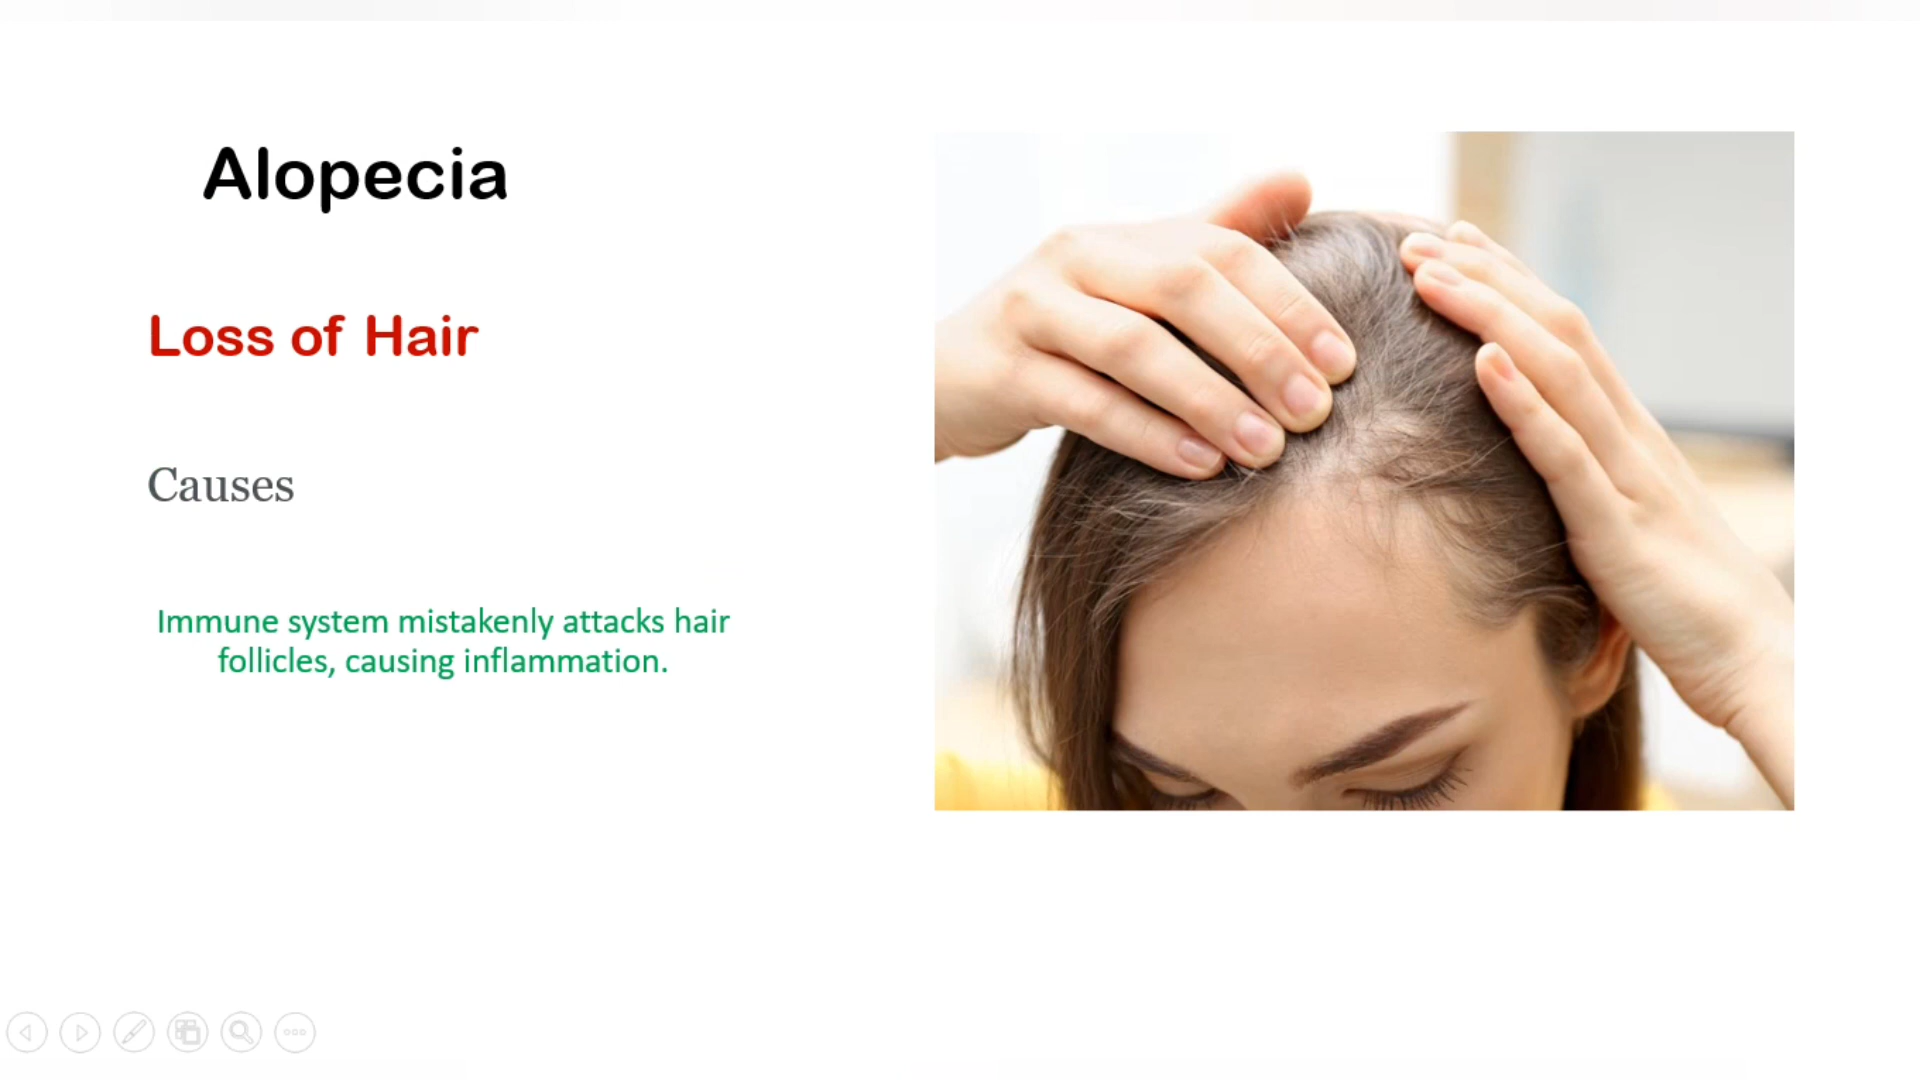 Alopecia
Loss of Hair
Causes
Immune system mistakenly attacks hair
follicles, causing inflammation.